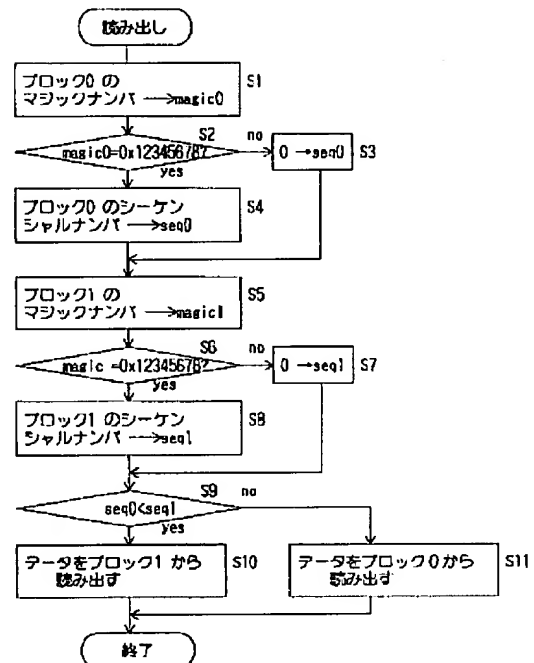 読み出し
ブロック0 の
マジックナンバ →magic0
S1
S2
no
magic0=0x12345678?
yes
0 →seq0
S3
ブロック0 のシーケン
シャルナンバ →seq0
S4
ブロック1 の
マジックナンバ →magic1
S5
S6
no
magic =0x12345678?
yes
0 →seq1
S7
ブロック1 のシーケン
シャルナンバ →seq1
S8
S9
no
seq0<seq1
yes
データをブロック1 から
読み出す
S10
データをブロック0から
読み出す
S11
終了